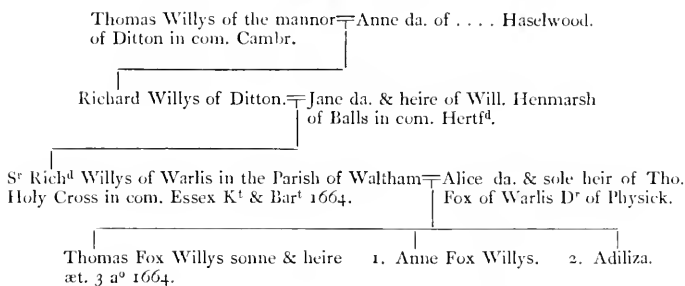 Thomas Willys of the mannor Anne da. of . . . . Haselwood.
of Ditton in com. Cambr.
Richard Willys of Ditton. Jane da. & heire of Will. Henmarsh
of Balls in com. Hertfᵈ.
Sʳ Richᵈ Willys of Warlis in the Parish of Waltham Alice da. & sole heir of Tho.
Holy Cross in com. Essex Kᵗ & Barᵗ 1664. Fox of Warlis Dʳ of Physick.
Thomas Fox Willys sonne & heire 1. Anne Fox Willys. 2. Adiliza.
æt. 3 aº 1664.